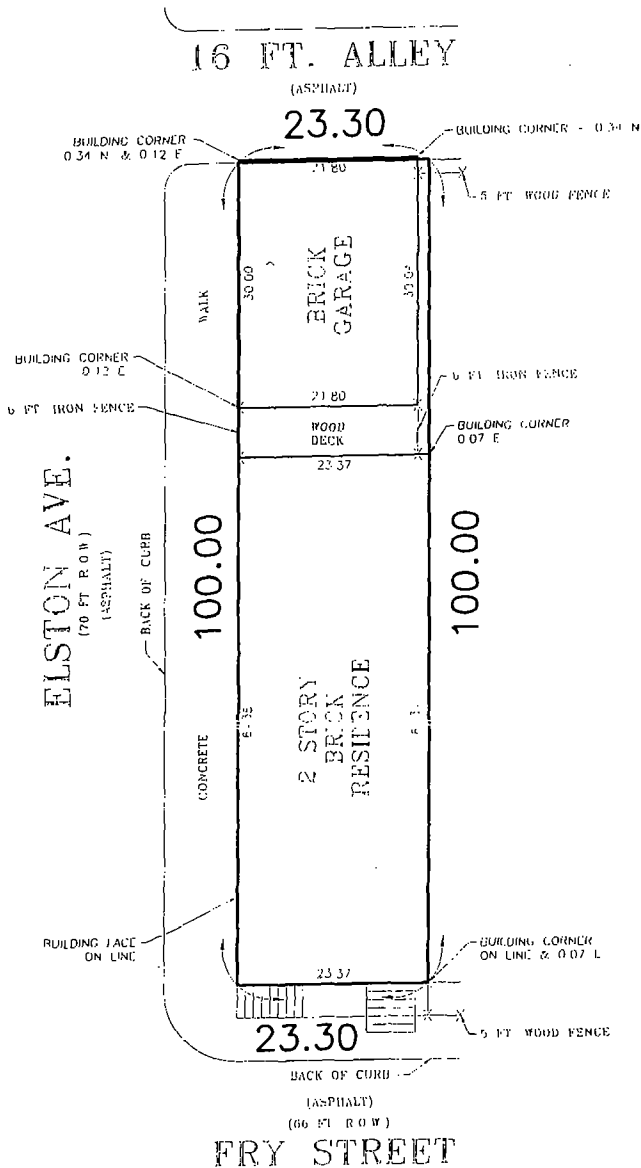 16 FT. ALLEY
(ASPHALT)
23.30
BUILDING CORNER
0.34 N & 0.12 E
BUILDING CORNER - 0.34 N
21.80
5 FT WOOD FENCE
WALK
30.00
BRICK
GARAGE
BUILDING CORNER
6 FT IRON FENCE
21.80
6 FT IRON FENCE
WOOD
DECK
BUILDING CORNER
0.07 E
23.37
ELSTON AVE.
(70 FT R O W)
(ASPHALT)
BACK OF CURB
100.00
100.00
CONCRETE
2 STORY
BRICK
RESIDENCE
BUILDING FACE
ON LINE
BUILDING CORNER
ON LINE & 0.07 E
23.37
23.30
5 FT WOOD FENCE
BACK OF CURB
(ASPHALT)
(66 FT R O W)
FRY STREET